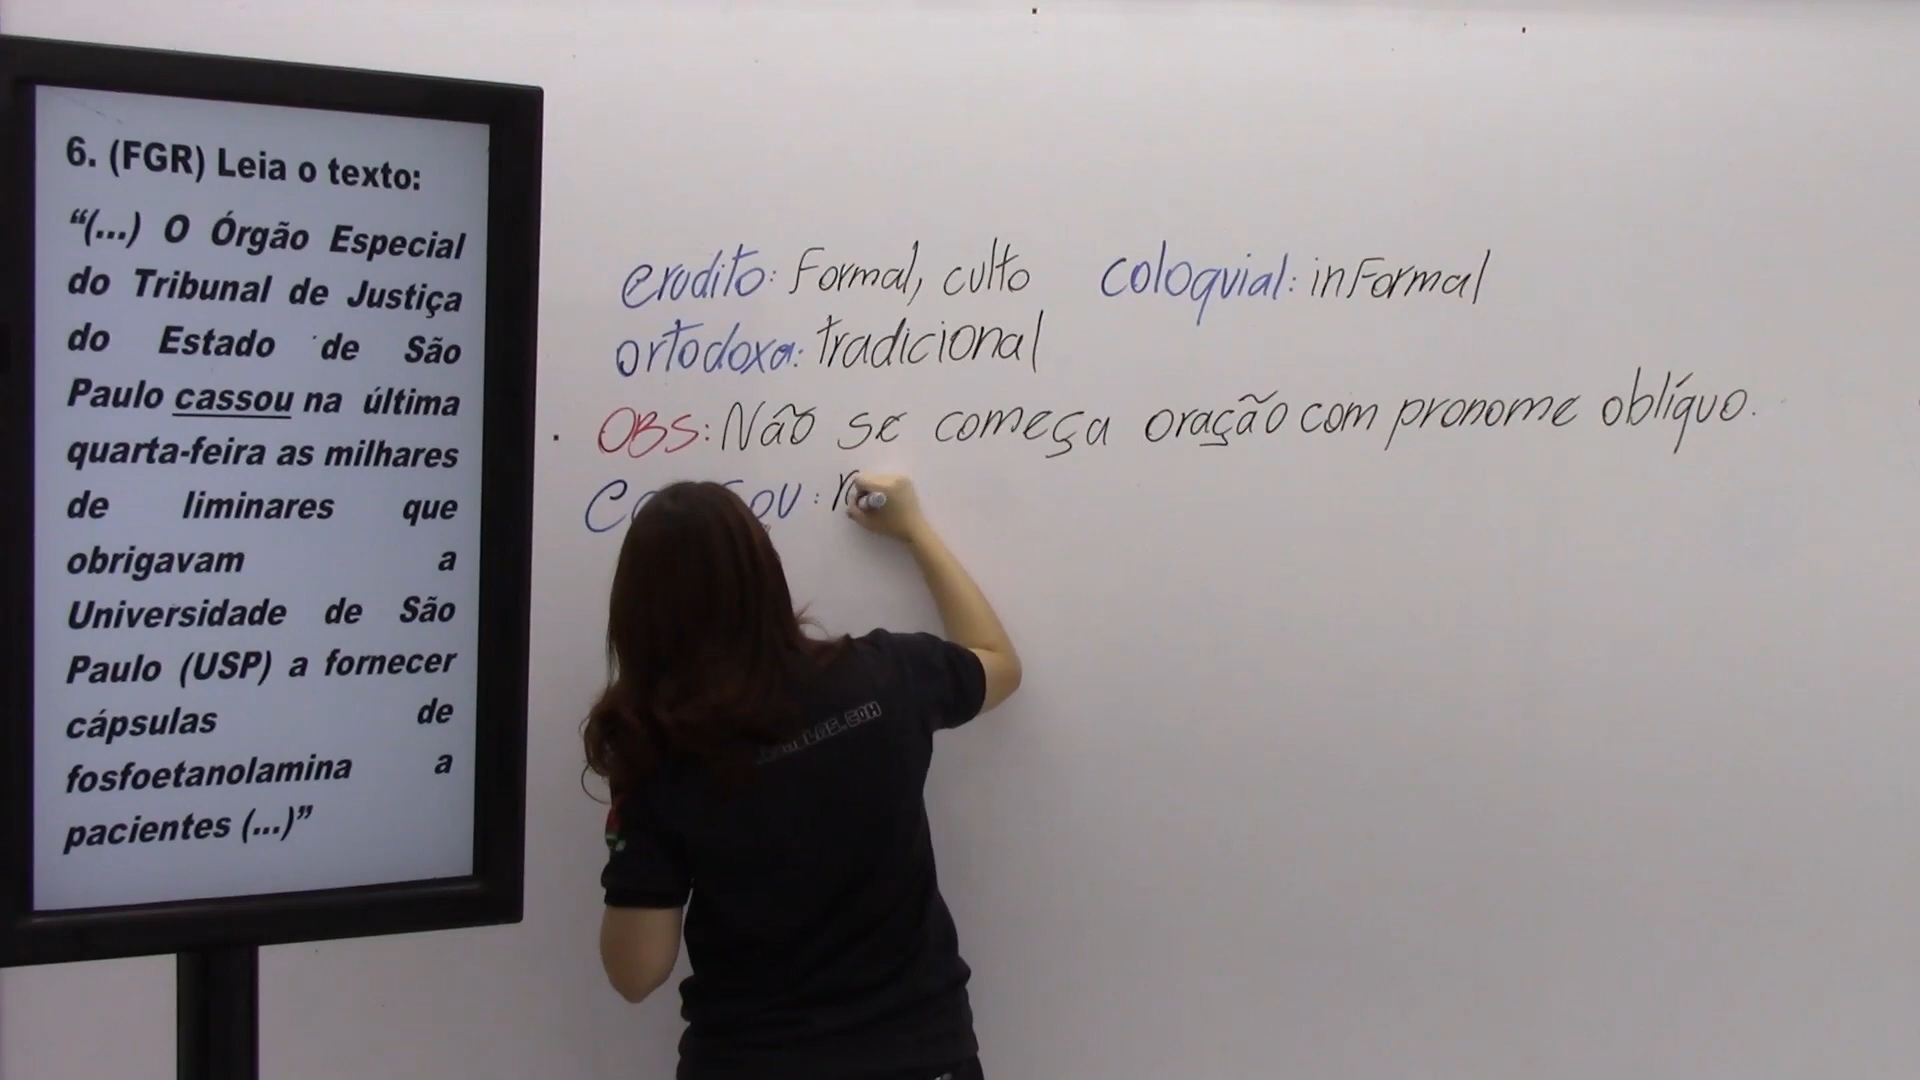 6. (FGR) Leia o texto:
“(...) O Órgão Especial
do Tribunal de Justiça
do Estado de São
Paulo cassou na última
quarta-feira as milhares
de liminares que
obrigavam a
Universidade de São
Paulo (USP) a fornecer
cápsulas de
fosfoetanolamina a
pacientes (...)”
erudito: Formal, culto coloquial: inFormal
ortodoxa: tradicional
OBS: Não se começa oração com pronome oblíquo.